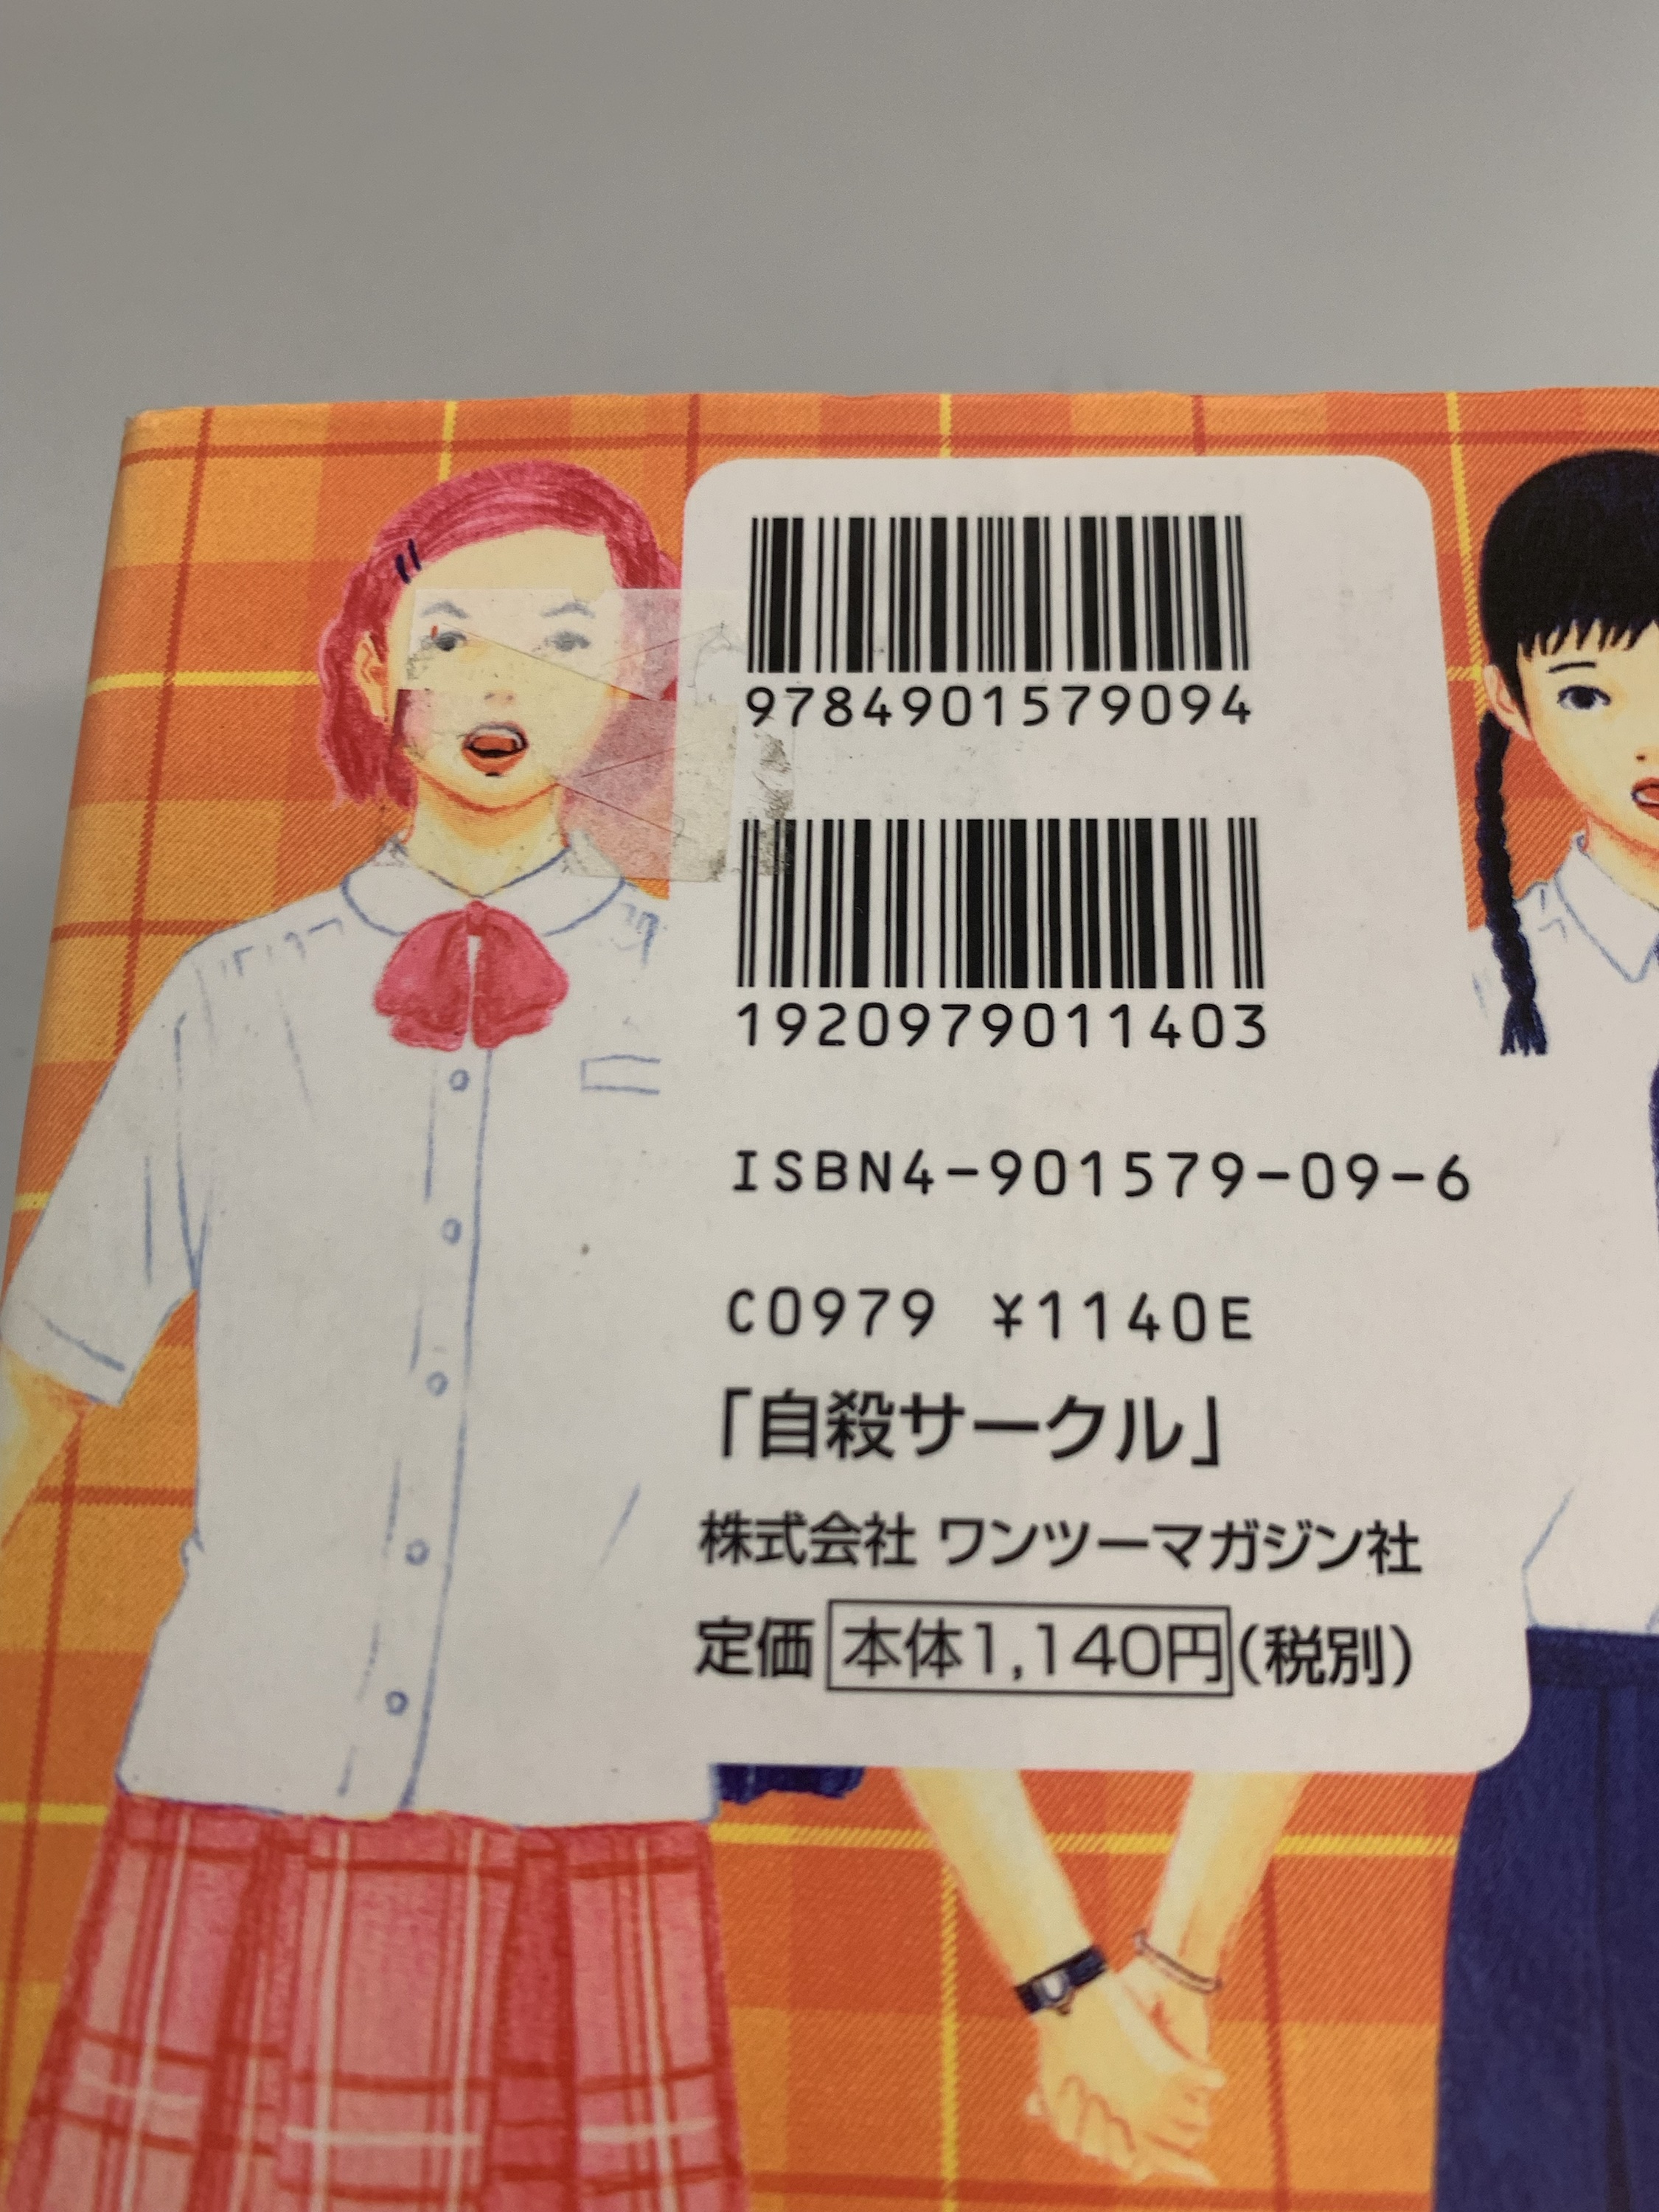 9784901579094
1920979011403
ISBN4-901579-09-6
C0979 ¥1140E
「自殺サークル」
株式会社 ワンツーマガジン社
定価 本体1,140円(税別)